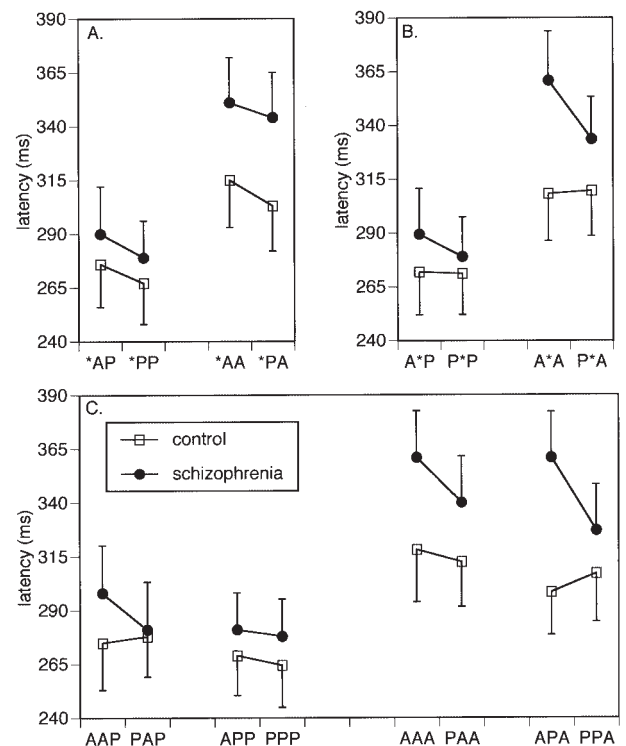 A.
390
365
340
315
290
265
240
latency (ms)
*AP *PP *AA *PA
B.
390
365
340
315
290
265
240
latency (ms)
A*P P*P A*A P*A
C.
control
schizophrenia
390
365
340
315
290
265
240
latency (ms)
AAP PAP APP PPP AAA PAA APA PPA